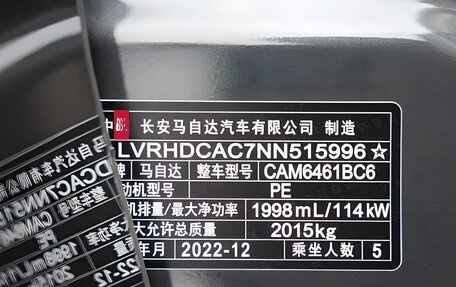 中 长安马自达汽车有限公司 制造
LVRHDCAC7NN515996☆
牌 马自达 整车型号 CAM6461BC6
动机型号 PE
机排量/最大净功率 1998mL/114kW
大允许总质量 2015kg
年月 2022-12 乘坐人数 5